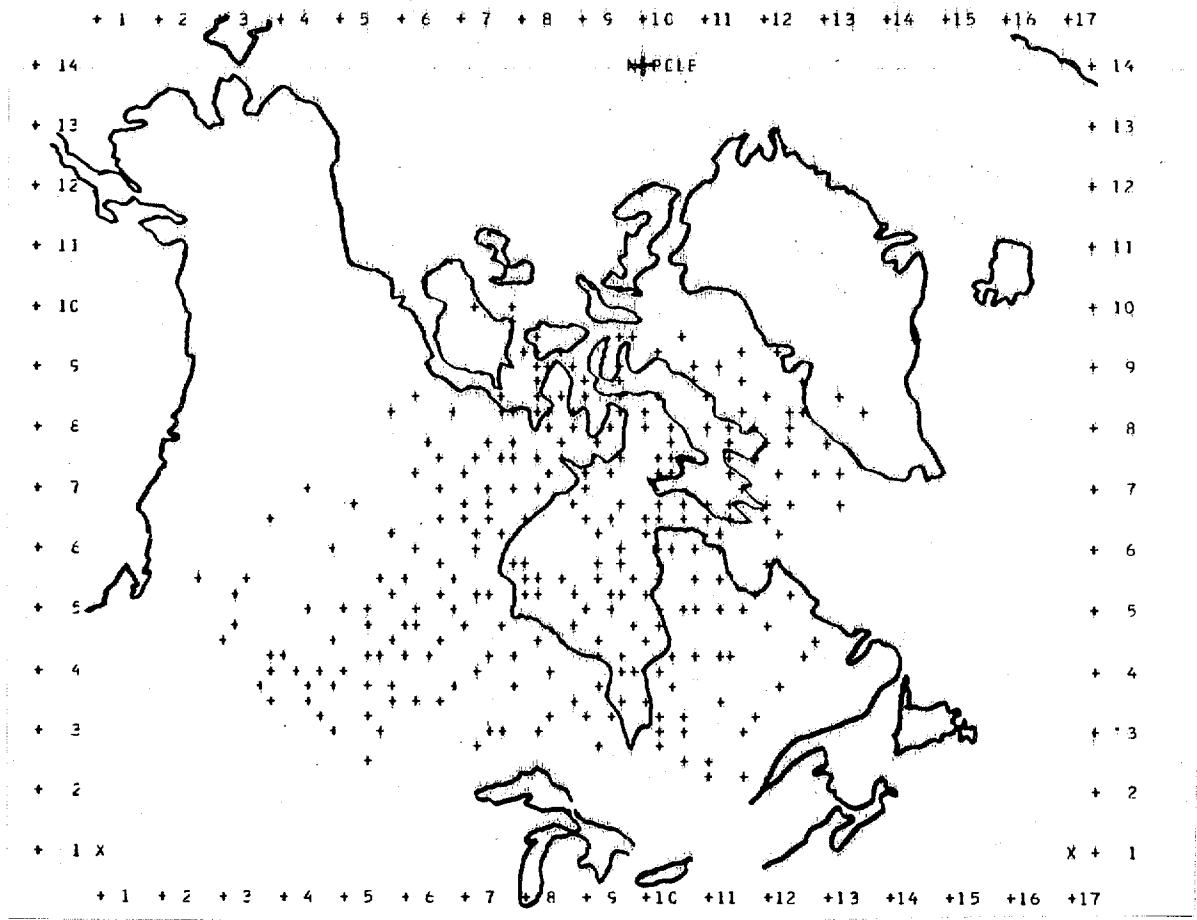 + 1 + 2 + 3 + 4 + 5 + 6 + 7 + 8 + 9 +10 +11 +12 +13 +14 +15 +16 +17
+ 14 N+PCLE + 14
+ 13 + 13
+ 12 + 12
+ 11 + 11
+ 10 + 10
+ 9 + 9
+ 8 + 8
+ 7 + 7
+ 6 + 6
+ 5 + 5
+ 4 + 4
+ 3 + 3
+ 2 + 2
+ 1 X X + 1
+ 1 + 2 + 3 + 4 + 5 + 6 + 7 + 8 + 9 +10 +11 +12 +13 +14 +15 +16 +17